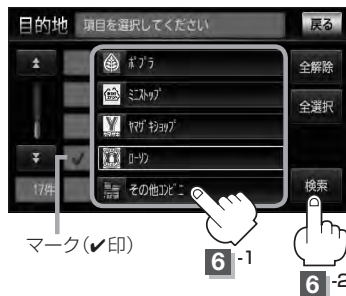 目的地 項目を選択してください 戻る
ポプラ
全解除
ミニストップ
全選択
ヤマザキショップ
ローソン
17件 その他コンビニ 検索
マーク(✔印)
6 -1
6 -2